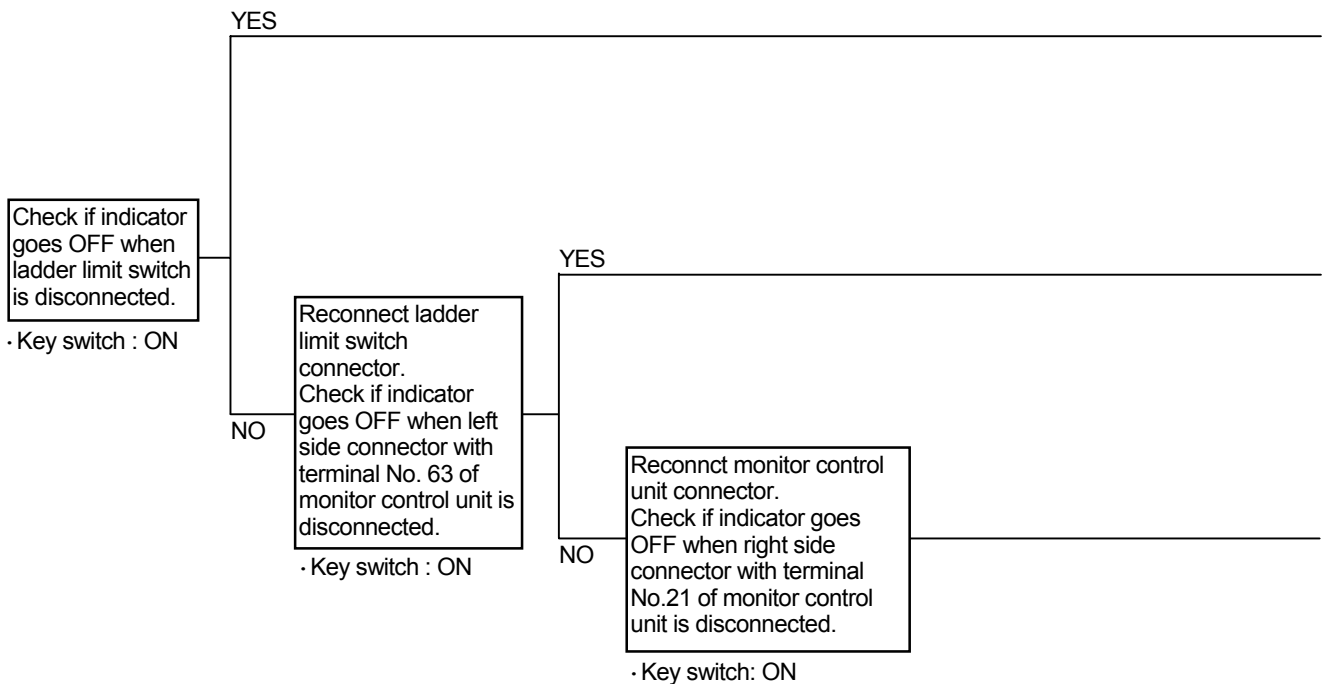 YES
Check if indicator
goes OFF when
ladder limit switch
is disconnected.
· Key switch : ON
NO
Reconnect ladder
limit switch
connector.
Check if indicator
goes OFF when left
side connector with
terminal No. 63 of
monitor control unit is
disconnected.
· Key switch : ON
YES
NO
Reconnct monitor control
unit connector.
Check if indicator goes
OFF when right side
connector with terminal
No.21 of monitor control
unit is disconnected.
· Key switch: ON